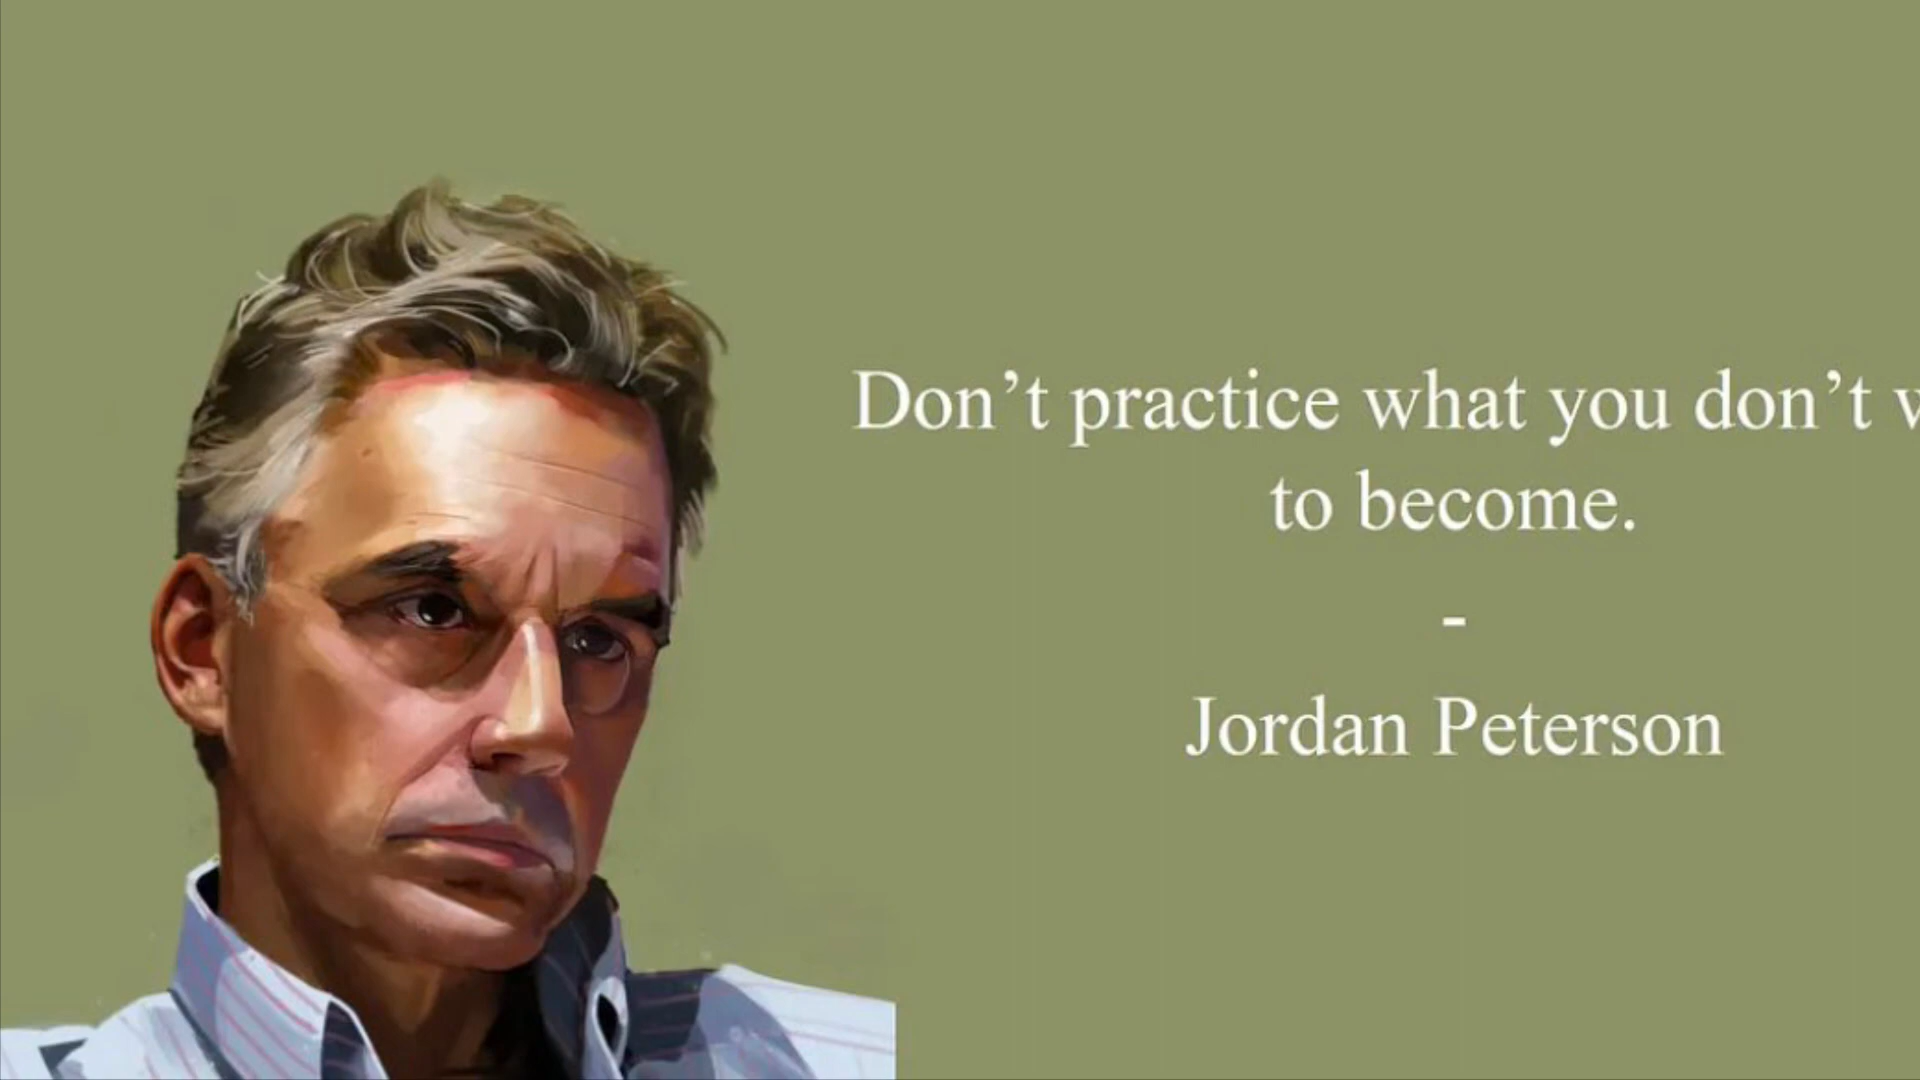 Don’t practice what you don’t
to become.
-
Jordan Peterson